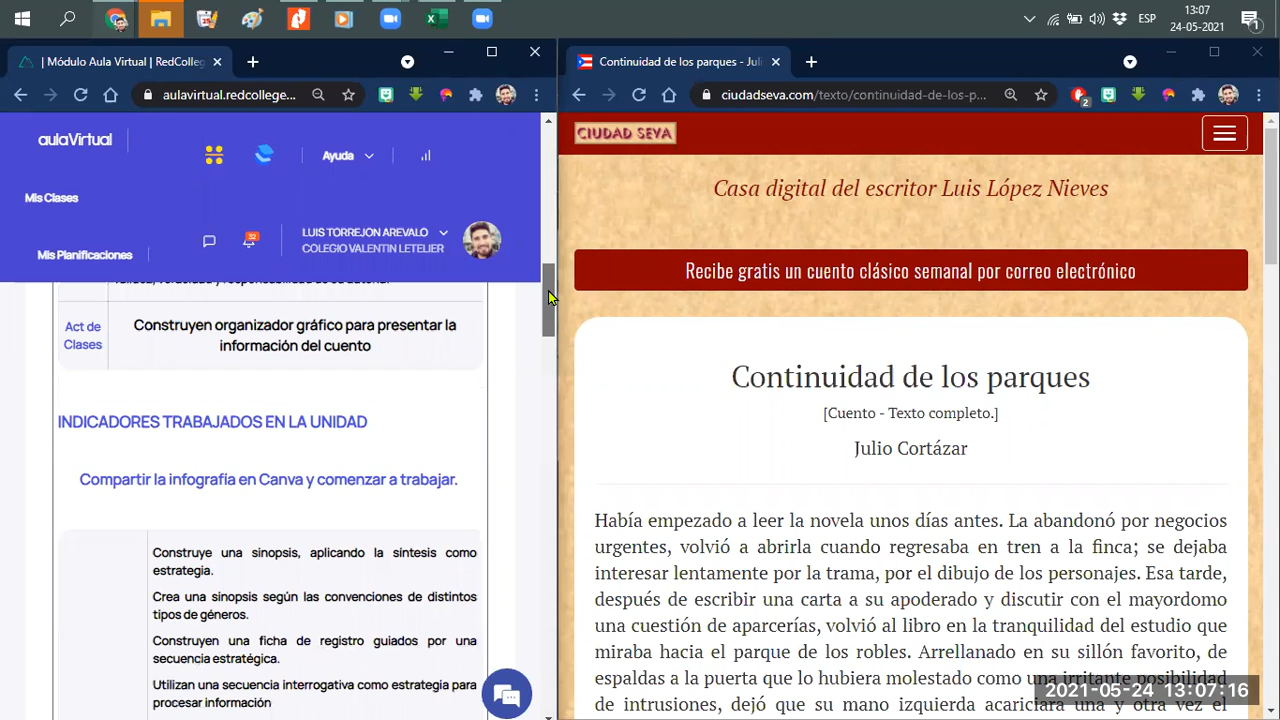 13:07
ESP
24-05-2021
1
| Módulo Aula Virtual | RedColleg
aulavirtual.redcollege...
aulaVirtual
Ayuda
Mis Clases
32
LUIS TORREJON AREVALO
COLEGIO VALENTIN LETELIER
Mis Planificaciones
Act de
Clases
Construyen organizador gráfico para presentar la
información del cuento
INDICADORES TRABAJADOS EN LA UNIDAD
Compartir la infografia en Canva y comenzar a trabajar.
Construye una sinopsis, aplicando la síntesis como
estrategia.
Crea una sinopsis según las convenciones de distintos
tipos de géneros.
Construyen una ficha de registro guiados por una
secuencia estratégica.
Utilizan una secuencia interrogativa como estrategia para
procesar información
Continuidad de los parques - Juli
ciudadseva.com/texto/continuidad-de-los-p...
2
CIUDAD SEVA
Casa digital del escritor Luis López Nieves
Recibe gratis un cuento clásico semanal por correo electrónico
Continuidad de los parques
[Cuento - Texto completo.]
Julio Cortázar
Había empezado a leer la novela unos días antes. La abandonó por negocios
urgentes, volvió a abrirla cuando regresaba en tren a la finca; se dejaba
interesar lentamente por la trama, por el dibujo de los personajes. Esa tarde,
después de escribir una carta a su apoderado y discutir con el mayordomo
una cuestión de aparcerías, volvió al libro en la tranquilidad del estudio que
miraba hacia el parque de los robles. Arrellanado en su sillón favorito, de
espaldas a la puerta que lo hubiera molestado como una irritante posibilidad
de intrusiones, dejó que su mano izquierda acariciara una y otra vez el
2021-05-24 13:07:16